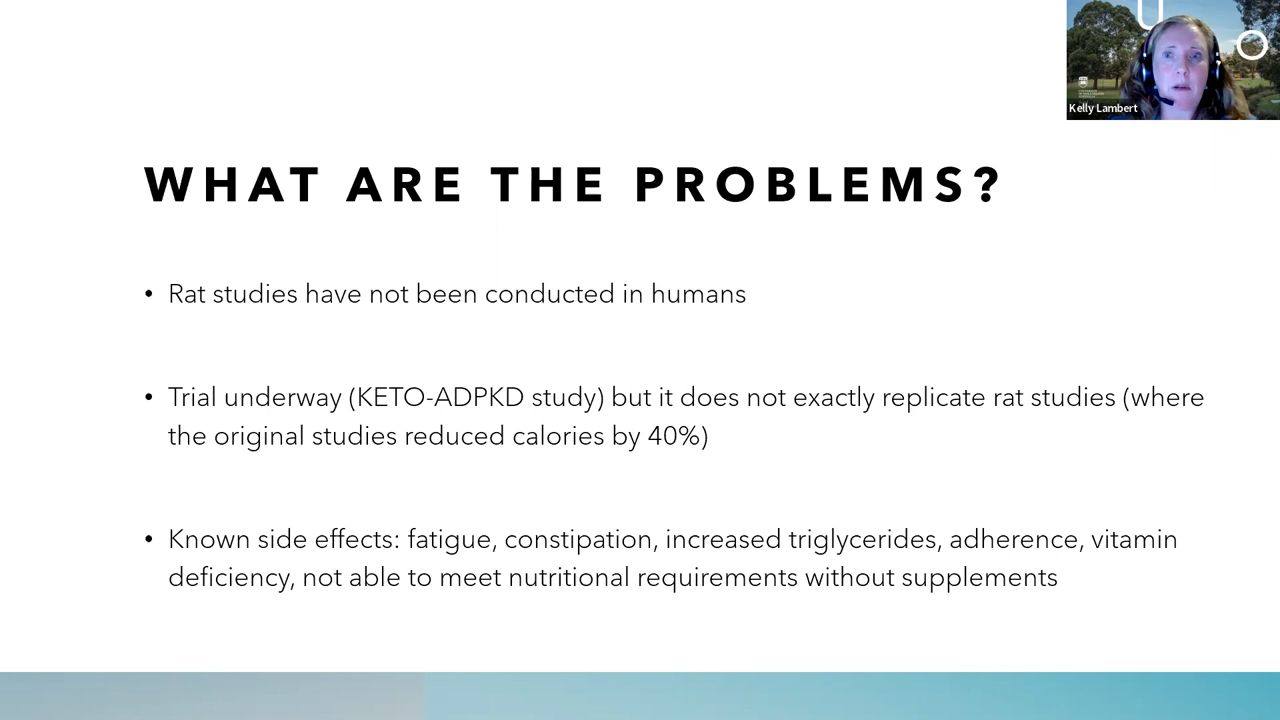 U
O
Kelly Lambert
WHAT ARE THE PROBLEMS?
• Rat studies have not been conducted in humans
• Trial underway (KETO-ADPKD study) but it does not exactly replicate rat studies (where
the original studies reduced calories by 40%)
• Known side effects: fatigue, constipation, increased triglycerides, adherence, vitamin
deficiency, not able to meet nutritional requirements without supplements